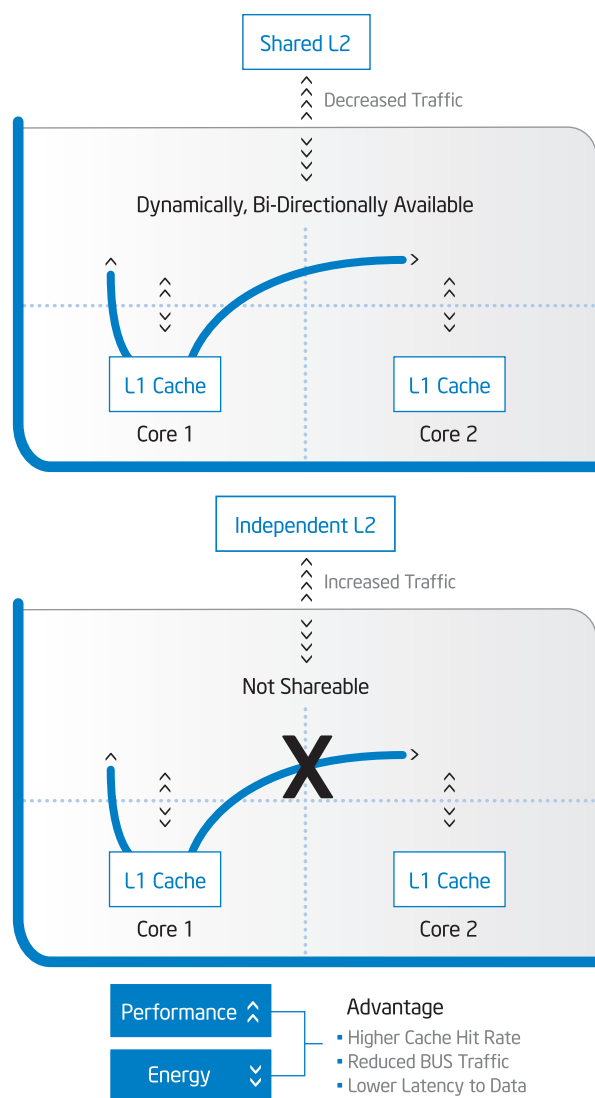 Shared L2
Decreased Traffic
Dynamically, Bi-Directionally Available
L1 Cache
L1 Cache
Core 1
Core 2
Independent L2
Increased Traffic
Not Shareable
X
L1 Cache
L1 Cache
Core 1
Core 2
Performance
Energy
Advantage
▪ Higher Cache Hit Rate
▪ Reduced BUS Traffic
▪ Lower Latency to Data